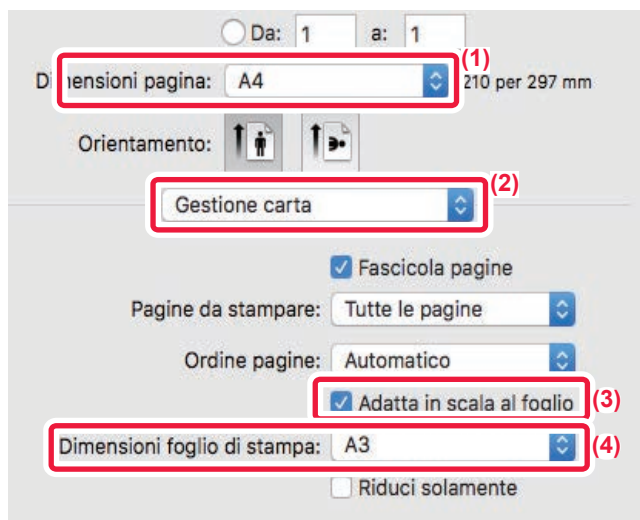 Da: 1 a: 1
(1)
Dimensioni pagina: A4 210 per 297 mm
Orientamento:
(2)
Gestione carta
Fascicola pagine
Pagine da stampare: Tutte le pagine
Ordine pagine: Automatico
Adatta in scala al foglio (3)
Dimensioni foglio di stampa: A3 (4)
Riduci solamente